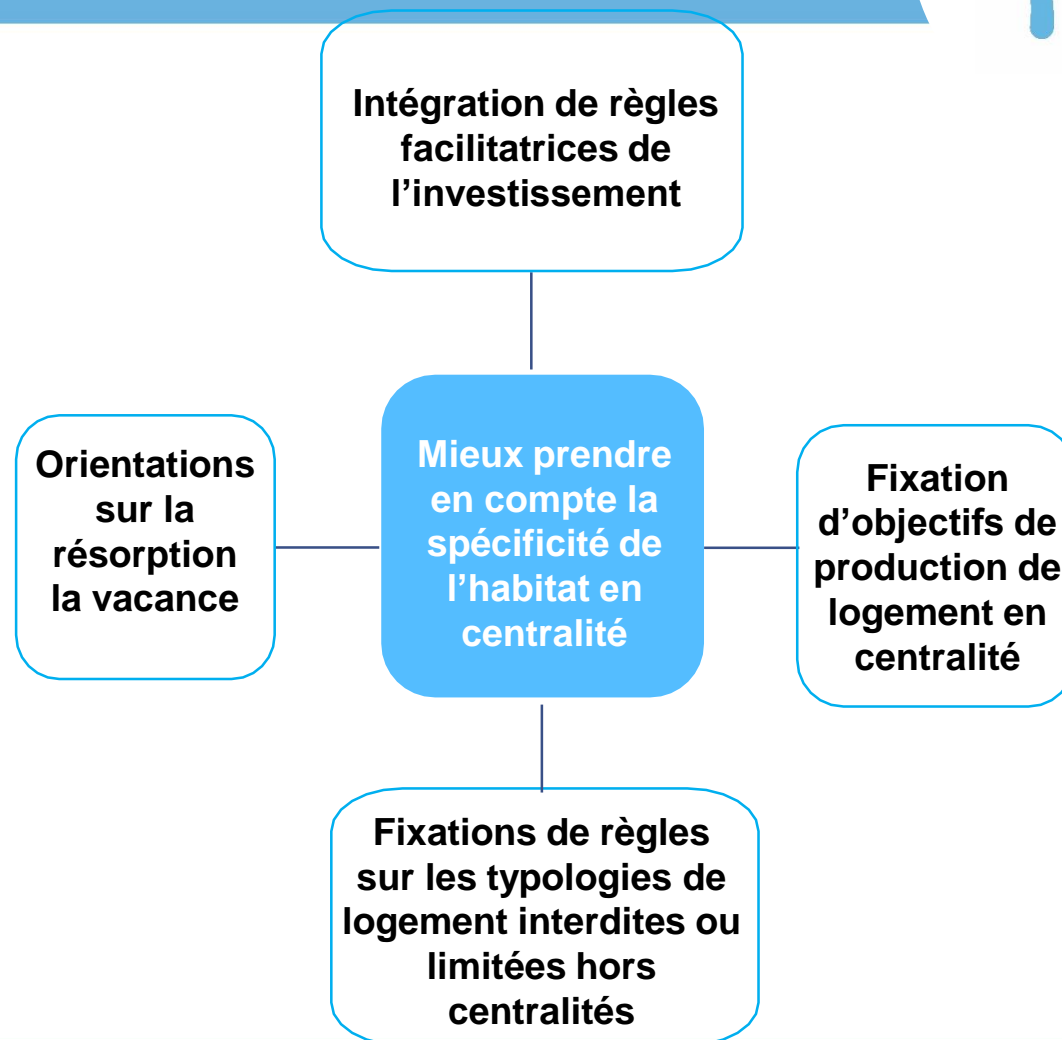 Intégration de règles
facilitatrices de
l’investissement
Orientations
sur la
résorption
la vacance
Mieux prendre
en compte la
spécificité de
l’habitat en
centralité
Fixation
d’objectifs de
production de
logement en
centralité
Fixations de règles
sur les typologies de
logement interdites ou
limitées hors
centralités